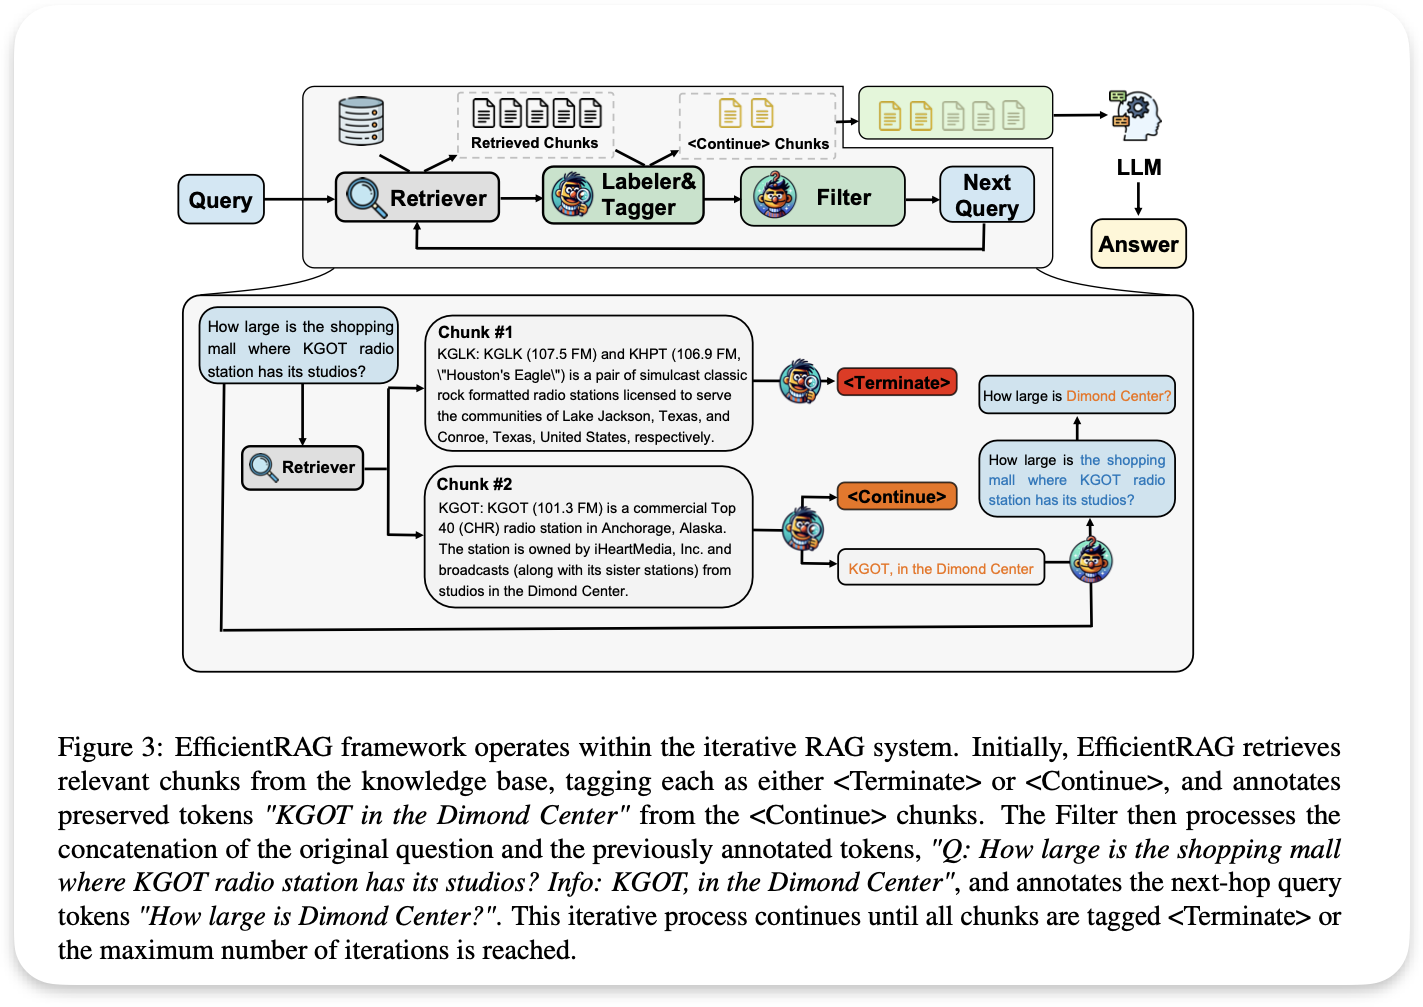 Retrieved Chunks
<Continue> Chunks
Query
Retriever
Labeler&
Tagger
Filter
Next
Query
LLM
Answer
How large is the shopping
mall where KGOT radio
station has its studios?
Retriever
Chunk #1
KGLK: KGLK (107.5 FM) and KHPT (106.9 FM,
\"Houston's Eagle\") is a pair of simulcast classic
rock formatted radio stations licensed to serve
the communities of Lake Jackson, Texas, and
Conroe, Texas, United States, respectively.
<Terminate>
Chunk #2
KGOT: KGOT (101.3 FM) is a commercial Top
40 (CHR) radio station in Anchorage, Alaska.
The station is owned by iHeartMedia, Inc. and
broadcasts (along with its sister stations) from
studios in the Dimond Center.
<Continue>
KGOT, in the Dimond Center
How large is Dimond Center?
How large is the shopping
mall where KGOT radio
station has its studios?
Figure 3: EfficientRAG framework operates within the iterative RAG system. Initially, EfficientRAG retrieves
relevant chunks from the knowledge base, tagging each as either <Terminate> or <Continue>, and annotates
preserved tokens "KGOT in the Dimond Center" from the <Continue> chunks. The Filter then processes the
concatenation of the original question and the previously annotated tokens, "Q: How large is the shopping mall
where KGOT radio station has its studios? Info: KGOT, in the Dimond Center", and annotates the next-hop query
tokens "How large is Dimond Center?". This iterative process continues until all chunks are tagged <Terminate> or
the maximum number of iterations is reached.